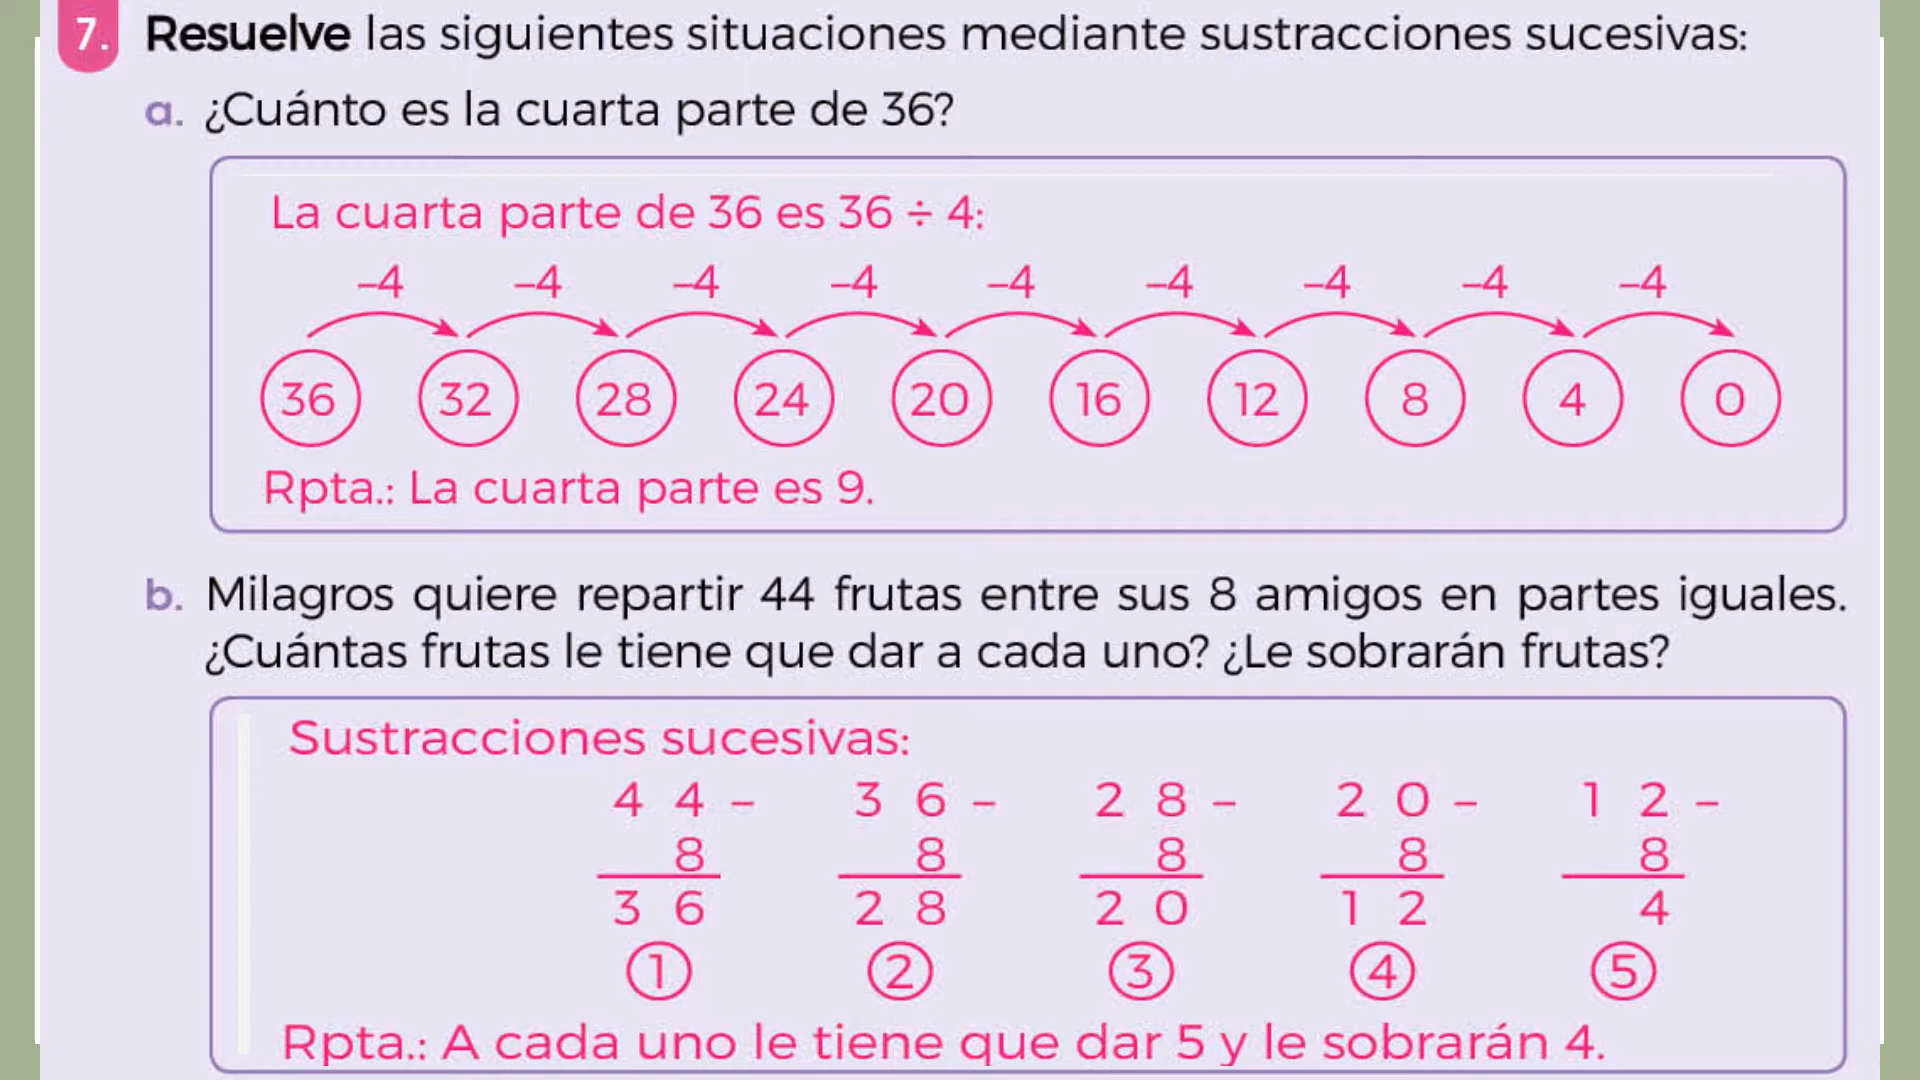 7. Resuelve las siguientes situaciones mediante sustracciones sucesivas:
a. ¿Cuánto es la cuarta parte de 36?
La cuarta parte de 36 es 36 ÷ 4:
–4 –4 –4 –4 –4 –4 –4 –4 –4
36 32 28 24 20 16 12 8 4 0
Rpta.: La cuarta parte es 9.
b. Milagros quiere repartir 44 frutas entre sus 8 amigos en partes iguales.
¿Cuántas frutas le tiene que dar a cada uno? ¿Le sobrarán frutas?
Sustracciones sucesivas:
4 4 – 3 6 – 2 8 – 2 0 – 1 2 –
8 8 8 8 8
3 6 2 8 2 0 1 2 4
1 2 3 4 5
Rpta.: A cada uno le tiene que dar 5 y le sobrarán 4.